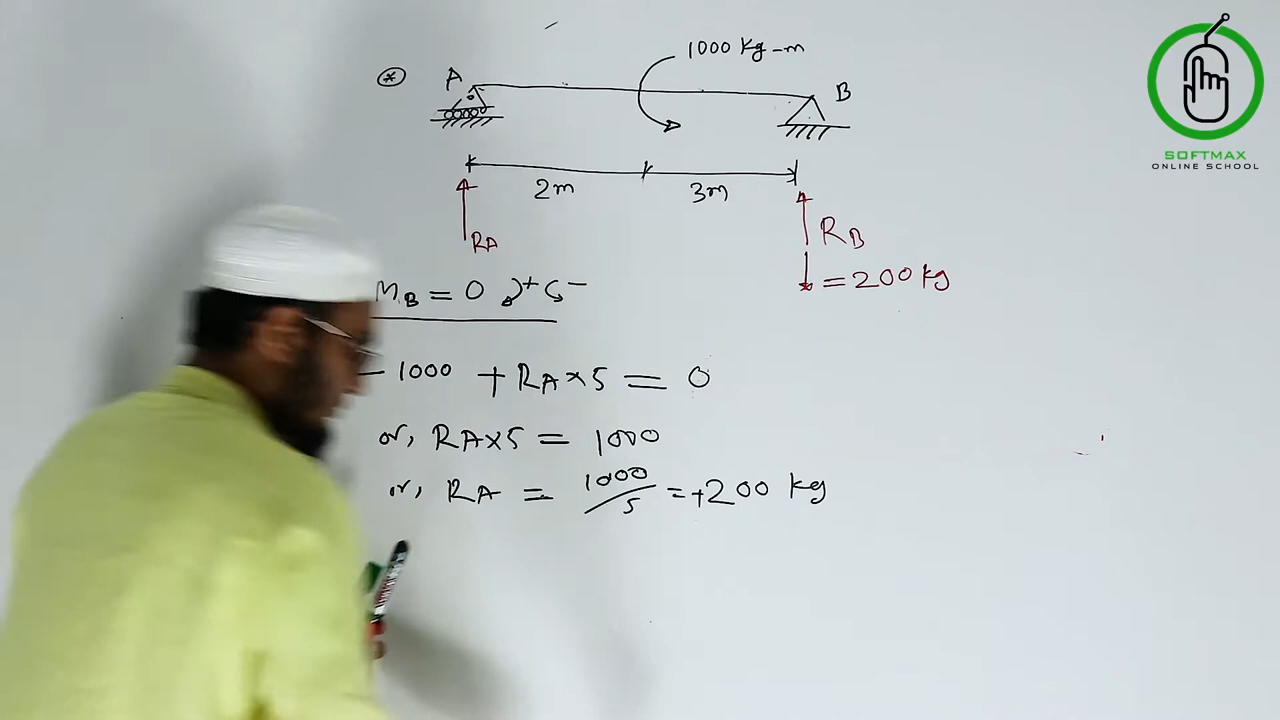 1000 Kg-m
A
B
2m
3m
RA
RB
= 200 kg
MB = 0 + -
- 1000 + RA×5 = 0
or, RA×5 = 1000
or, RA = 1000/5 = +200 kg
SOFTMAX
ONLINE SCHOOL